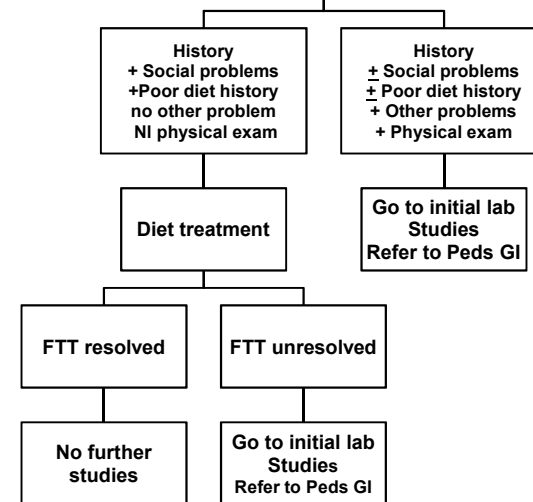 History
+ Social problems
+Poor diet history
no other problem
Nl physical exam
History
± Social problems
± Poor diet history
+ Other problems
+ Physical exam
Diet treatment
Go to initial lab
Studies
Refer to Peds GI
FTT resolved
FTT unresolved
No further
studies
Go to initial lab
Studies
Refer to Peds GI